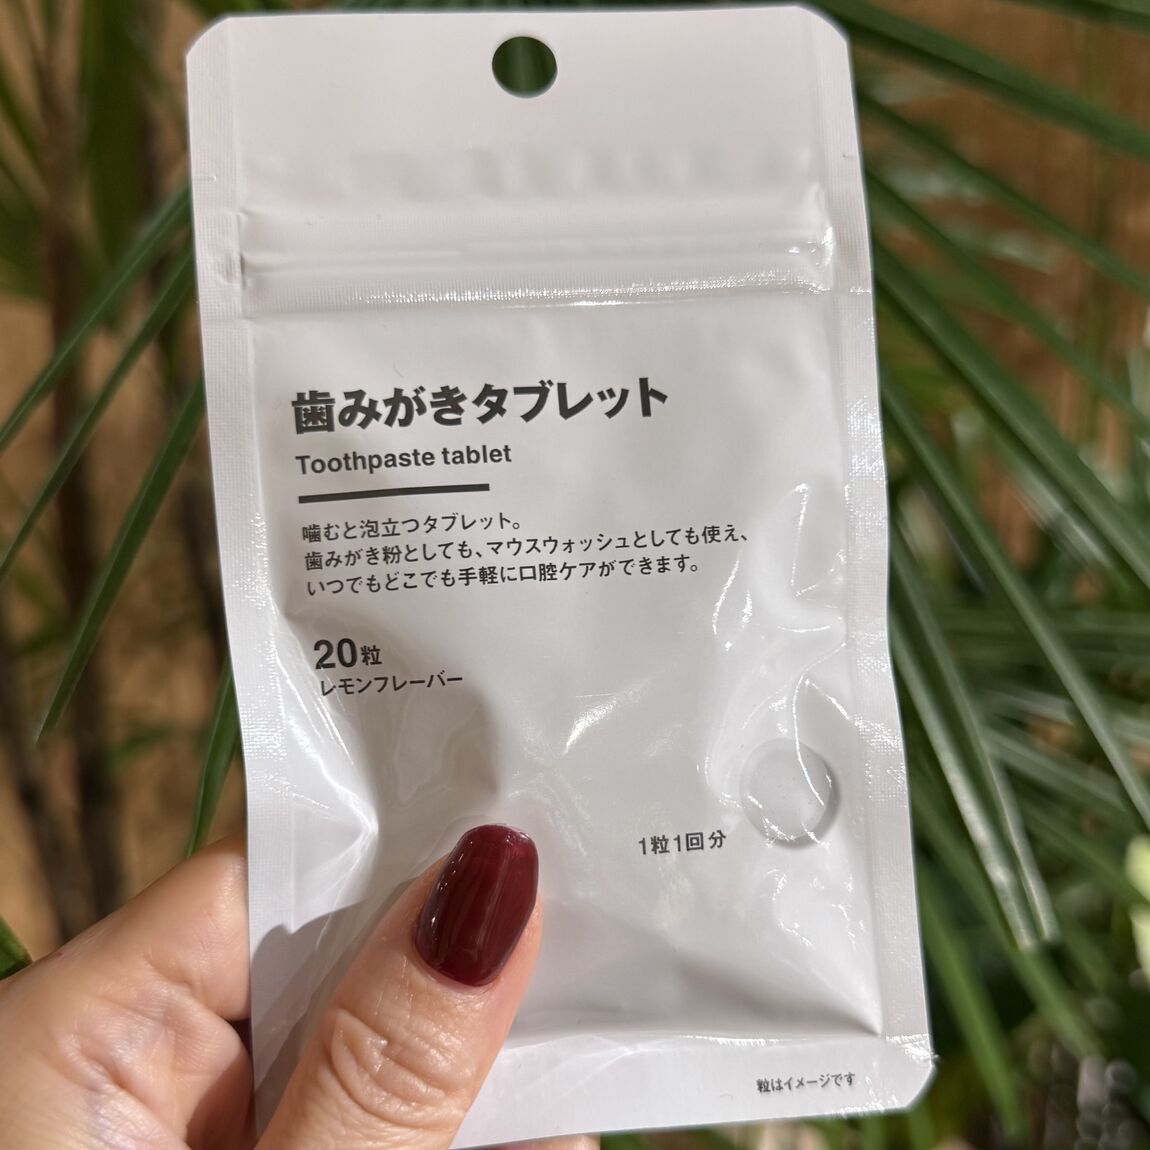 歯みがきタブレット
Toothpaste tablet
噛むと泡立つタブレット。
歯みがき粉としても、マウスウォッシュとしても使え、
いつでもどこでも手軽に口腔ケアができます。
20粒
レモンフレーバー
1粒1回分
粒はイメージです